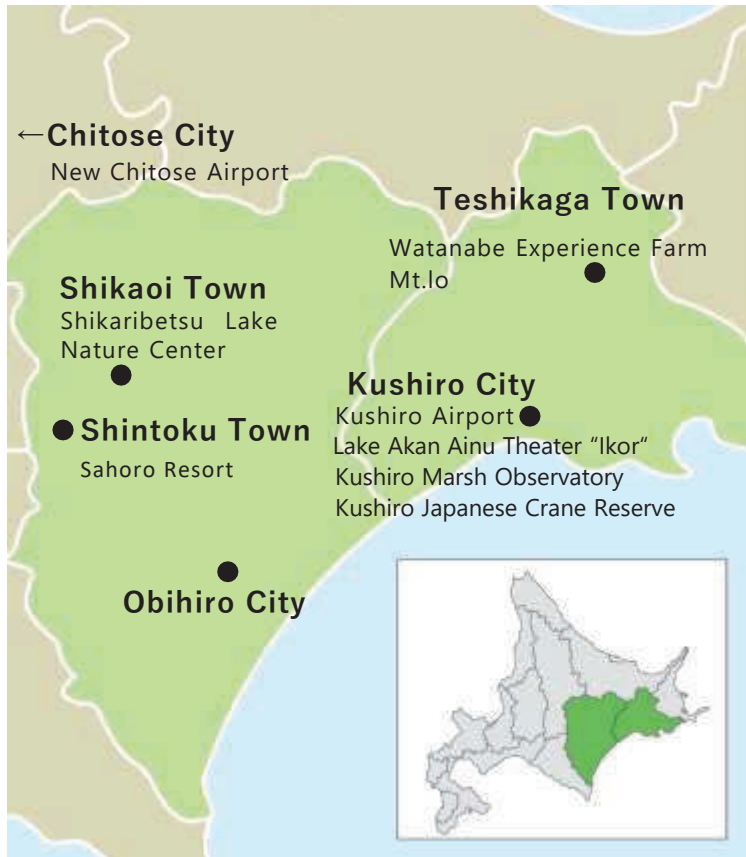 ←Chitose City
New Chitose Airport
Teshikaga Town
Watanabe Experience Farm
Mt.Io
Shikaoi Town
Shikaribetsu Lake
Nature Center
Kushiro City
Kushiro Airport
Lake Akan Ainu Theater "Ikor"
Kushiro Marsh Observatory
Kushiro Japanese Crane Reserve
Shintoku Town
Sahoro Resort
Obihiro City